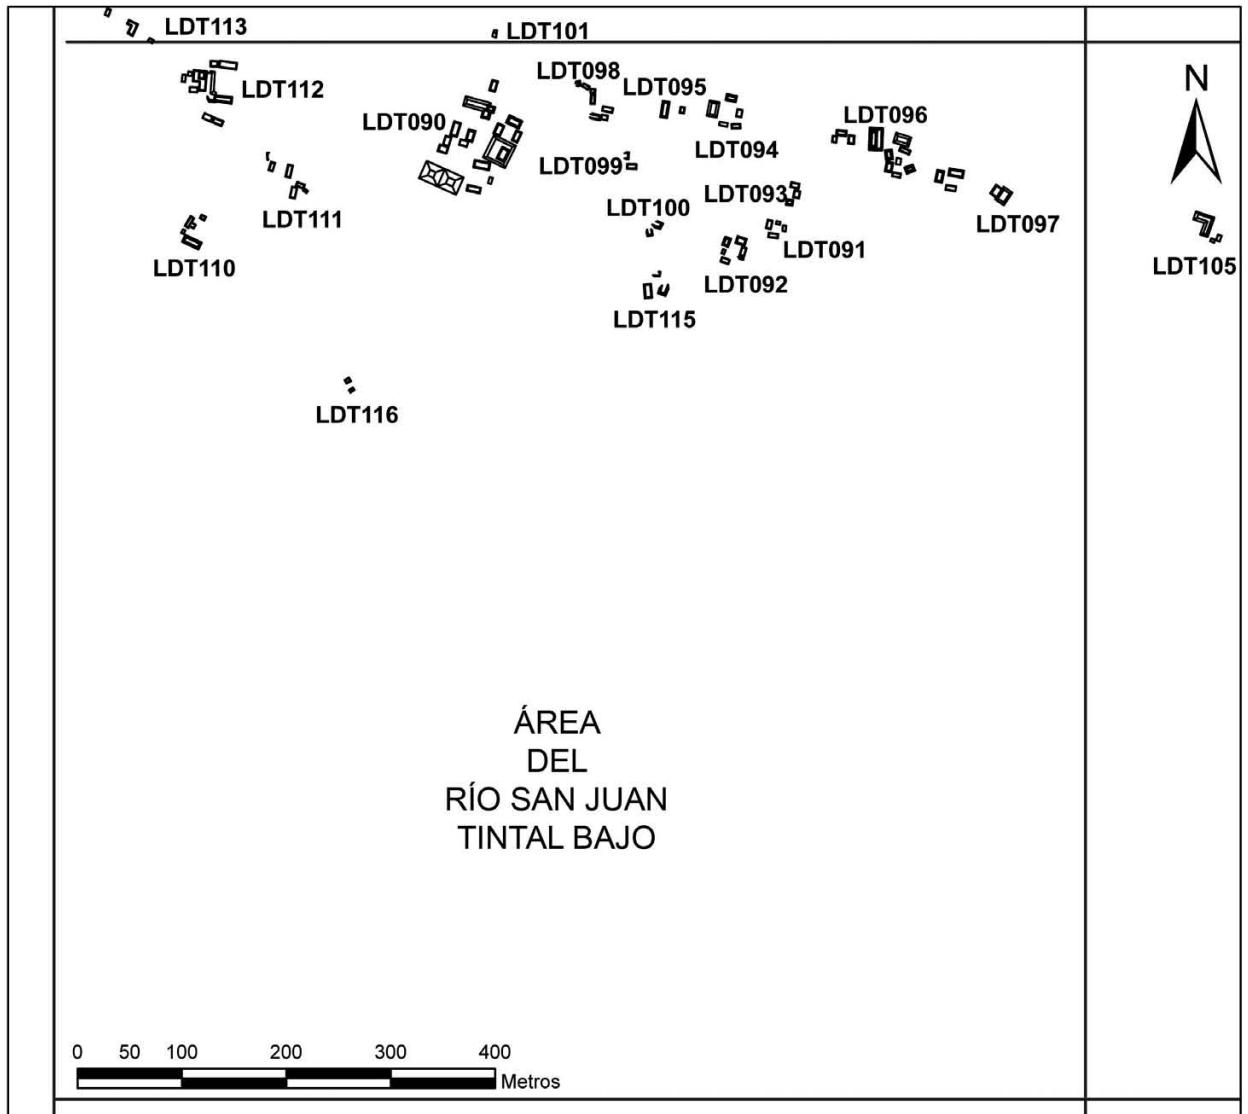 LDT113
LDT101
LDT098
LDT095
N
LDT112
LDT090
LDT096
LDT094
LDT099
LDT093
LDT100
LDT111
LDT097
LDT091
LDT110
LDT105
LDT092
LDT115
LDT116
ÁREA
DEL
RÍO SAN JUAN
TINTAL BAJO
0 50 100 200 300 400
Metros